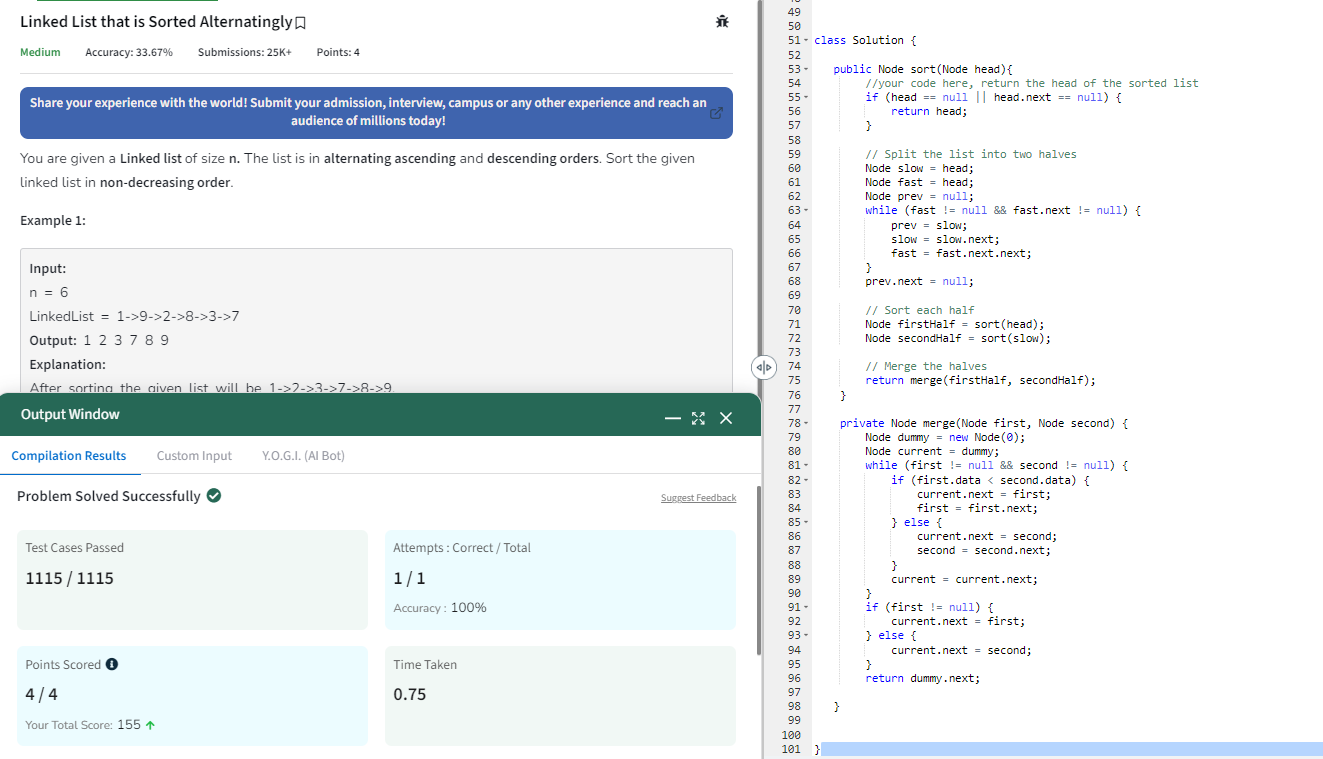 Linked List that is Sorted Alternatingly
Medium Accuracy: 33.67% Submissions: 25K+ Points: 4
Share your experience with the world! Submit your admission, interview, campus or any other experience and reach an
audience of millions today!
You are given a Linked list of size n. The list is in alternating ascending and descending orders. Sort the given
linked list in non-decreasing order.
Example 1:
Input:
n = 6
LinkedList = 1->9->2->8->3->7
Output: 1 2 3 7 8 9
Explanation:
After sorting the given list will be 1->2->3->7->8->9.
Output Window
Compilation Results Custom Input Y.O.G.I. (AI Bot)
Problem Solved Successfully
Suggest Feedback
Test Cases Passed
1115 / 1115
Attempts : Correct / Total
1 / 1
Accuracy : 100%
Points Scored
4 / 4
Your Total Score: 155
Time Taken
0.75
49
50
51 class Solution {
52
53 public Node sort(Node head){
54 //your code here, return the head of the sorted list
55 if (head == null || head.next == null) {
56 return head;
57 }
58
59 // Split the list into two halves
60 Node slow = head;
61 Node fast = head;
62 Node prev = null;
63 while (fast != null && fast.next != null) {
64 prev = slow;
65 slow = slow.next;
66 fast = fast.next.next;
67 }
68 prev.next = null;
69
70 // Sort each half
71 Node firstHalf = sort(head);
72 Node secondHalf = sort(slow);
73
74 // Merge the halves
75 return merge(firstHalf, secondHalf);
76 }
77
78 private Node merge(Node first, Node second) {
79 Node dummy = new Node(0);
80 Node current = dummy;
81 while (first != null && second != null) {
82 if (first.data < second.data) {
83 current.next = first;
84 first = first.next;
85 } else {
86 current.next = second;
87 second = second.next;
88 }
89 current = current.next;
90 }
91 if (first != null) {
92 current.next = first;
93 } else {
94 current.next = second;
95 }
96 return dummy.next;
97
98 }
99
100
101 }